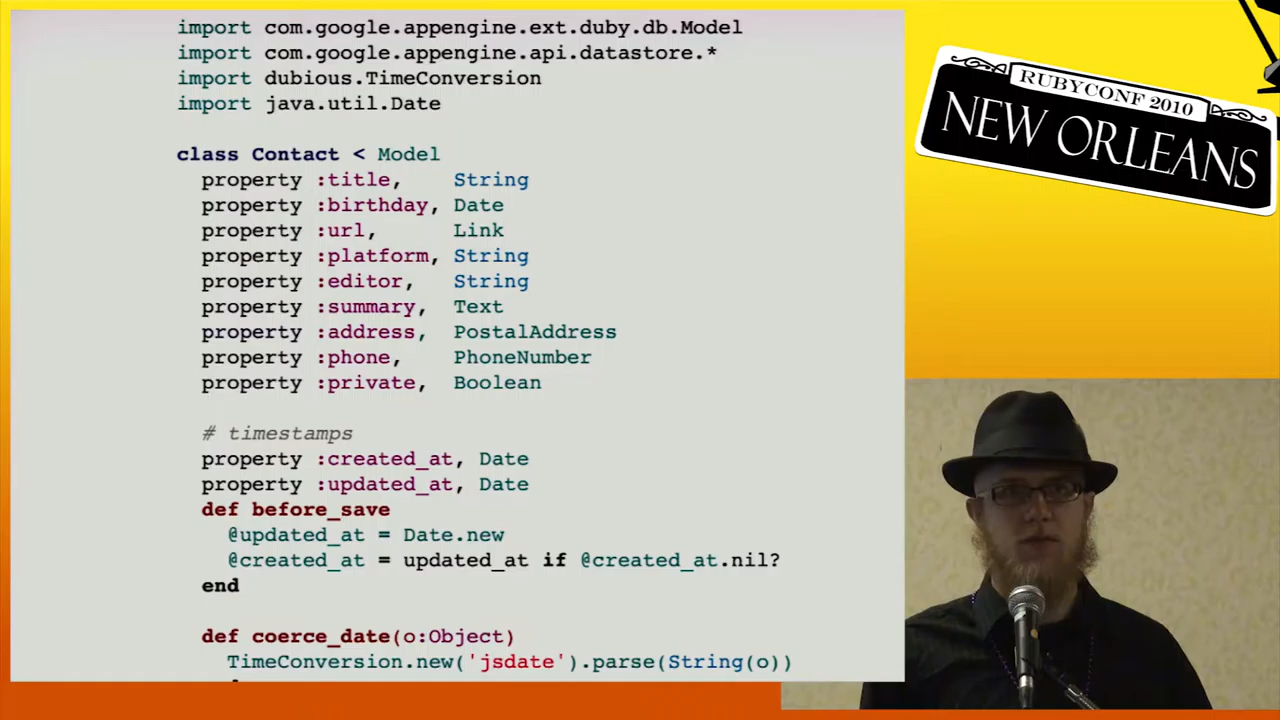 import com.google.appengine.ext.duby.db.Model
import com.google.appengine.api.datastore.*
import dubious.TimeConversion
import java.util.Date
class Contact < Model
property :title, String
property :birthday, Date
property :url, Link
property :platform, String
property :editor, String
property :summary, Text
property :address, PostalAddress
property :phone, PhoneNumber
property :private, Boolean
# timestamps
property :created_at, Date
property :updated_at, Date
def before_save
@updated_at = Date.new
@created_at = updated_at if @created_at.nil?
end
def coerce_date(o:Object)
TimeConversion.new('jsdate').parse(String(o))
RUBYCONF 2010
NEW ORLEANS